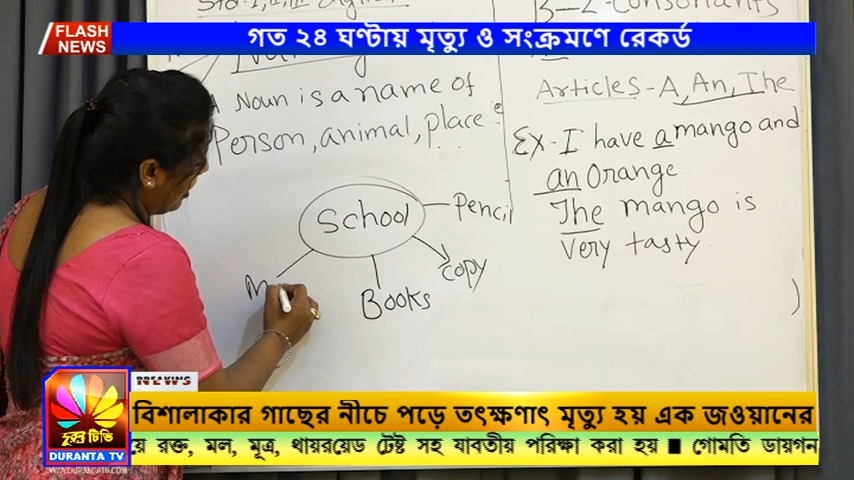 FLASH NEWS
গত ২৪ ঘণ্টায় মৃত্যু ও সংক্রমণে রেকর্ড
A Noun is a name of
Person, animal, place
School
Pencil
Copy
Books
M
Consonants
Articles - A, An, The
Ex - I have a mango and
an Orange.
The mango is
very tasty.
BREAKING
বিশালাকার গাছের নীচে পড়ে তৎক্ষণাৎ মৃত্যু হয় এক জওয়ানের
রক্ত, মল, মূত্র, থায়রয়েড টেষ্ট সহ যাবতীয় পরিক্ষা করা হয় ■ গোমতি ডায়গন
দুরন্ত টিভি
DURANTA TV